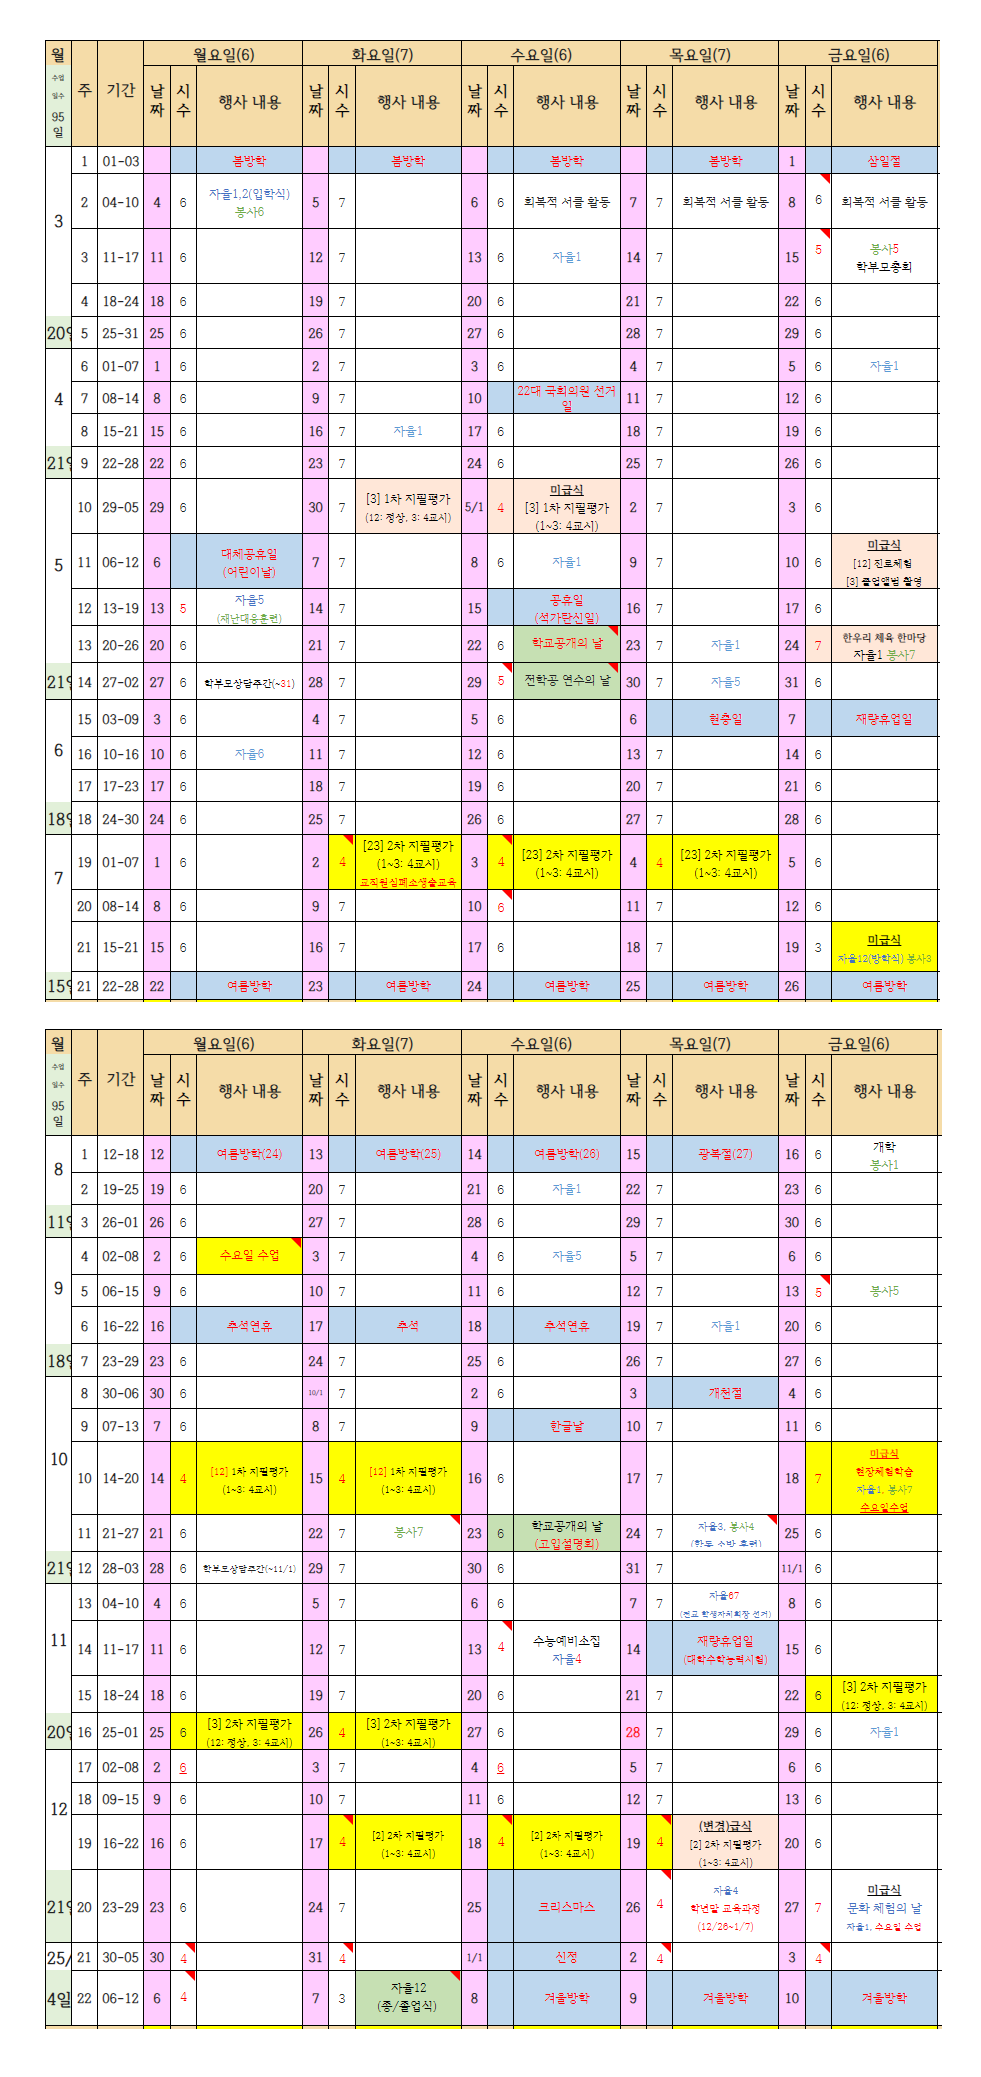 월 월요일(6) 화요일(7) 수요일(6) 목요일(7) 금요일(6)
수업
일수
95
일
주 기간 날짜 시수 행사 내용 날짜 시수 행사 내용 날짜 시수 행사 내용 날짜 시수 행사 내용 날짜 시수 행사 내용
3
1 01-03 봄방학 봄방학 봄방학 봄방학 1 삼일절
2 04-10 4 6 자율1,2(입학식) 5 7 6 6 회복적 서클 활동 7 7 회복적 서클 활동 8 6 회복적 서클 활동
봉사6
3 11-17 11 6 12 7 13 6 자율1 14 7 15 5 봉사5
학부모총회
4 18-24 18 6 19 7 20 6 21 7 22 6
20일 5 25-31 25 6 26 7 27 6 28 7 29 6
6 01-07 1 6 2 7 3 6 4 7 5 6 자율1
4 7 08-14 8 6 9 7 10 22대 국회의원 선거
일 11 7 12 6
8 15-21 15 6 16 7 자율1 17 6 18 7 19 6
21일 9 22-28 22 6 23 7 24 6 25 7 26 6
10 29-05 29 6 30 7 [3] 1차 지필평가
(12: 정상, 3: 4교시) 5/1 4 미급식
[3] 1차 지필평가
(1~3: 4교시) 2 7 3 6
5 11 06-12 6 대체공휴일
(어린이날) 7 7 8 6 자율1 9 7 10 6 미급식
[12] 진로체험
[3] 졸업앨범 촬영
12 13-19 13 5 자율5
(재난대응훈련) 14 7 15 공휴일
(석가탄신일) 16 7 17 6
13 20-26 20 6 21 7 22 6 학교공개의 날 23 7 자율1 24 7 한우리 체육 한마당
자율1 봉사7
21일 14 27-02 27 6 학부모상담주간(~31) 28 7 29 5 전학공 연수의 날 30 7 자율5 31 6
15 03-09 3 6 4 7 5 6 6 현충일 7 재량휴업일
6 16 10-16 10 6 자율6 11 7 12 6 13 7 14 6
17 17-23 17 6 18 7 19 6 20 7 21 6
18일 18 24-30 24 6 25 7 26 6 27 7 28 6
7 19 01-07 1 6 2 4 [23] 2차 지필평가
(1~3: 4교시)
교직원심폐소생술교육 3 4 [23] 2차 지필평가
(1~3: 4교시) 4 4 [23] 2차 지필평가
(1~3: 4교시) 5 6
20 08-14 8 6 9 7 10 6 11 7 12 6
21 15-21 15 6 16 7 17 6 18 7 19 3 미급식
자율12(방학식) 봉사3
15일 21 22-28 22 여름방학 23 여름방학 24 여름방학 25 여름방학 26 여름방학
월 월요일(6) 화요일(7) 수요일(6) 목요일(7) 금요일(6)
수업
일수
95
일
주 기간 날짜 시수 행사 내용 날짜 시수 행사 내용 날짜 시수 행사 내용 날짜 시수 행사 내용 날짜 시수 행사 내용
8 1 12-18 12 여름방학(24) 13 여름방학(25) 14 여름방학(26) 15 광복절(27) 16 6 개학
봉사1
2 19-25 19 6 20 7 21 6 자율1 22 7 23 6
11일 3 26-01 26 6 27 7 28 6 29 7 30 6
4 02-08 2 6 수요일 수업 3 7 4 6 자율5 5 7 6 6
9 5 06-15 9 6 10 7 11 6 12 7 13 5 봉사5
6 16-22 16 추석연휴 17 추석 18 추석연휴 19 7 자율1 20 6
18일 7 23-29 23 6 24 7 25 6 26 7 27 6
8 30-06 30 6 10/1 7 2 6 3 개천절 4 6
9 07-13 7 6 8 7 9 한글날 10 7 11 6
10 10 14-20 14 4 [12] 1차 지필평가
(1~3: 4교시) 15 4 [12] 1차 지필평가
(1~3: 4교시) 16 6 17 7 18 7 미급식
현장체험학습
자율1, 봉사7
수요일수업
11 21-27 21 6 22 7 봉사7 23 6 학교공개의 날
(고입설명회) 24 7 자율3, 봉사4
(합동 소방 훈련) 25 6
21일 12 28-03 28 6 학부모상담주간(~11/1) 29 7 30 6 31 7 11/1 6
13 04-10 4 6 5 7 6 6 7 7 자율67
(전교 학생자치회장 선거) 8 6
11 14 11-17 11 6 12 7 13 4 수능예비소집
자율4 14 재량휴업일
(대학수학능력시험) 15 6
15 18-24 18 6 19 7 20 6 21 7 22 6 [3] 2차 지필평가
(12: 정상, 3: 4교시)
20일 16 25-01 25 6 [3] 2차 지필평가
(12: 정상, 3: 4교시) 26 4 [3] 2차 지필평가
(1~3: 4교시) 27 6 28 7 29 6 자율1
17 02-08 2 6 3 7 4 6 5 7 6 6
12 18 09-15 9 6 10 7 11 6 12 7 13 6
19 16-22 16 6 17 4 [2] 2차 지필평가
(1~3: 4교시) 18 4 [2] 2차 지필평가
(1~3: 4교시) 19 4 (변경)급식
[2] 2차 지필평가
(1~3: 4교시) 20 6
21일 20 23-29 23 6 24 7 25 크리스마스 26 4 자율4
학년말 교육과정
(12/26~1/7) 27 7 미급식
문화 체험의 날
자율1, 수요일 수업
25/ 21 30-05 30 4 31 4 1/1 신정 2 4 3 4
4일 22 06-12 6 4 7 3 자율12
(종/졸업식) 8 겨울방학 9 겨울방학 10 겨울방학